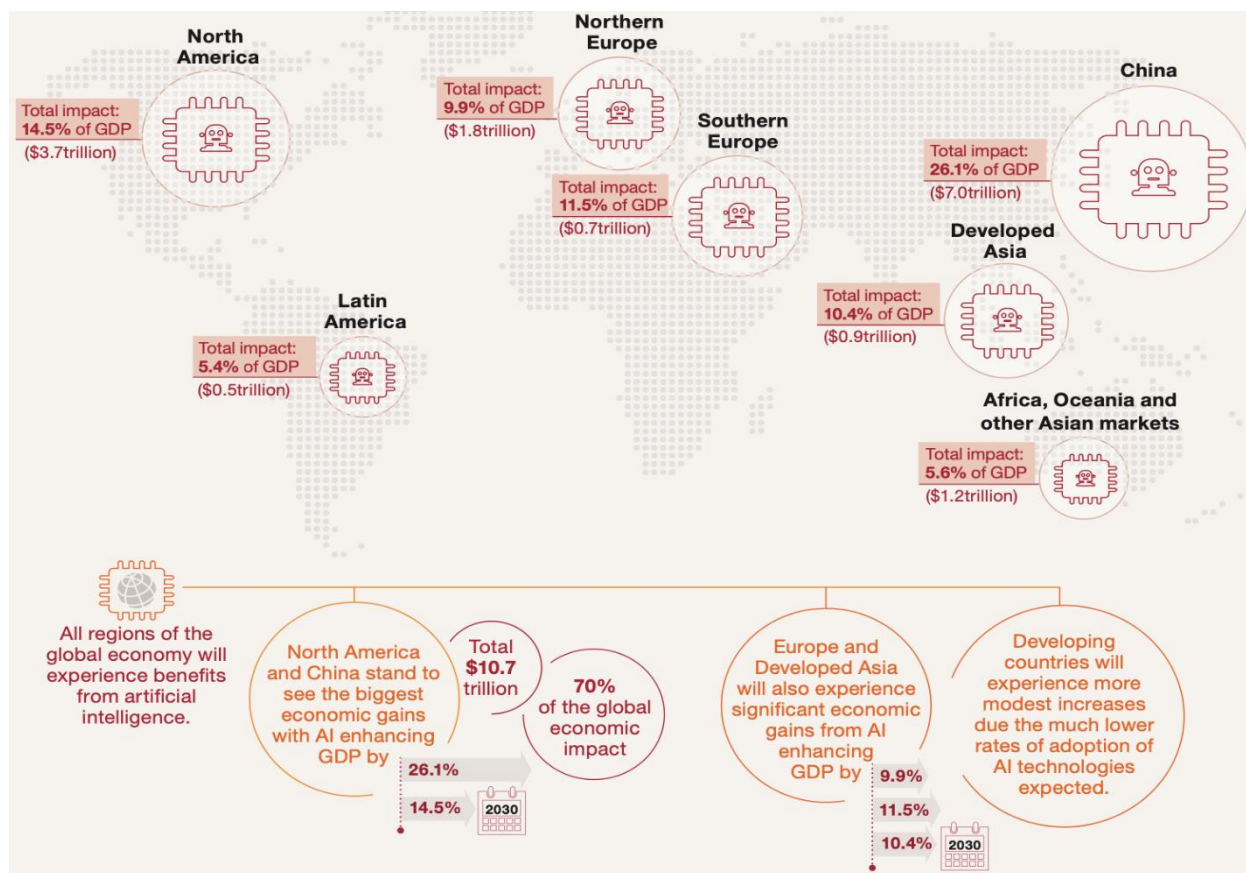 North
America
Total impact:
14.5% of GDP
($3.7trillion)
Northern
Europe
Total impact:
9.9% of GDP
($1.8trillion)
Southern
Europe
Total impact:
11.5% of GDP
($0.7trillion)
China
Total impact:
26.1% of GDP
($7.0trillion)
Developed
Asia
Total impact:
10.4% of GDP
($0.9trillion)
Latin
America
Total impact:
5.4% of GDP
($0.5trillion)
Africa, Oceania and
other Asian markets
Total impact:
5.6% of GDP
($1.2trillion)
All regions of the
global economy will
experience benefits
from artificial
intelligence.
North America
and China stand to
see the biggest
economic gains
with AI enhancing
GDP by
26.1%
14.5%
2030
Total
$10.7
trillion
70%
of the global
economic
impact
Europe and
Developed Asia
will also experience
significant economic
gains from AI
enhancing
GDP by
9.9%
11.5%
10.4%
2030
Developing
countries will
experience more
modest increases
due the much lower
rates of adoption of
AI technologies
expected.